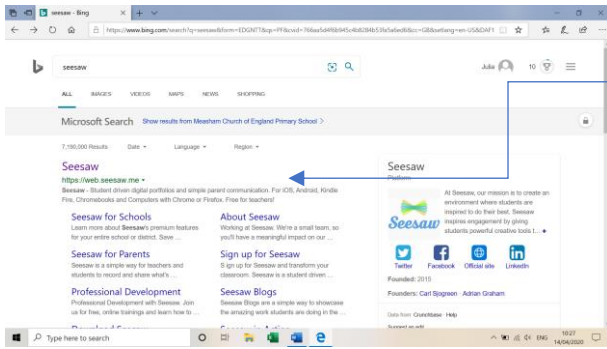 seesaw - Bing
https://www.bing.com/search?q=seesaw&form=EDGNTT&qs=PF&cvid=
seesaw
Julia
10
ALL IMAGES VIDEOS MAPS NEWS SHOPPING
Microsoft Search Show results from Measham Church of England Primary School >
7,150,000 Results Date Language Region
Seesaw
https://web.seesaw.me
Seesaw - Student driven digital portfolios and simple parent communication. For iOS, Android, Kindle
Fire, Chromebooks and Computers with Chrome or Firefox. Free for teachers!
Seesaw for Schools
Learn more about Seesaw's premium features
for your entire school or district. Save ...
About Seesaw
Working at Seesaw. We're a small team, so
you'll have a meaningful impact on our ...
Seesaw for Parents
Seesaw is a simple way for teachers and
students to record and share what's ...
Sign up for Seesaw
Sign up for Seesaw and transform your
classroom. Seesaw is a student driven ...
Professional Development
Professional Development with Seesaw. Join
us for free, online trainings and learn how to ...
Seesaw Blogs
Seesaw Blogs are a simple way to showcase
the amazing work students are doing in the ...
Seesaw
Platform
Seesaw
At Seesaw, our mission is to create an
environment where students are
inspired to do their best. Seesaw
inspires engagement by giving
students powerful creative tools t...
Twitter Facebook Official site LinkedIn
Founded: 2015
Founders: Carl Sjogreen · Adrian Graham
Data from: Crunchbase · Help
Suggest an edit
Type here to search
ENG
10:27
14/04/2020